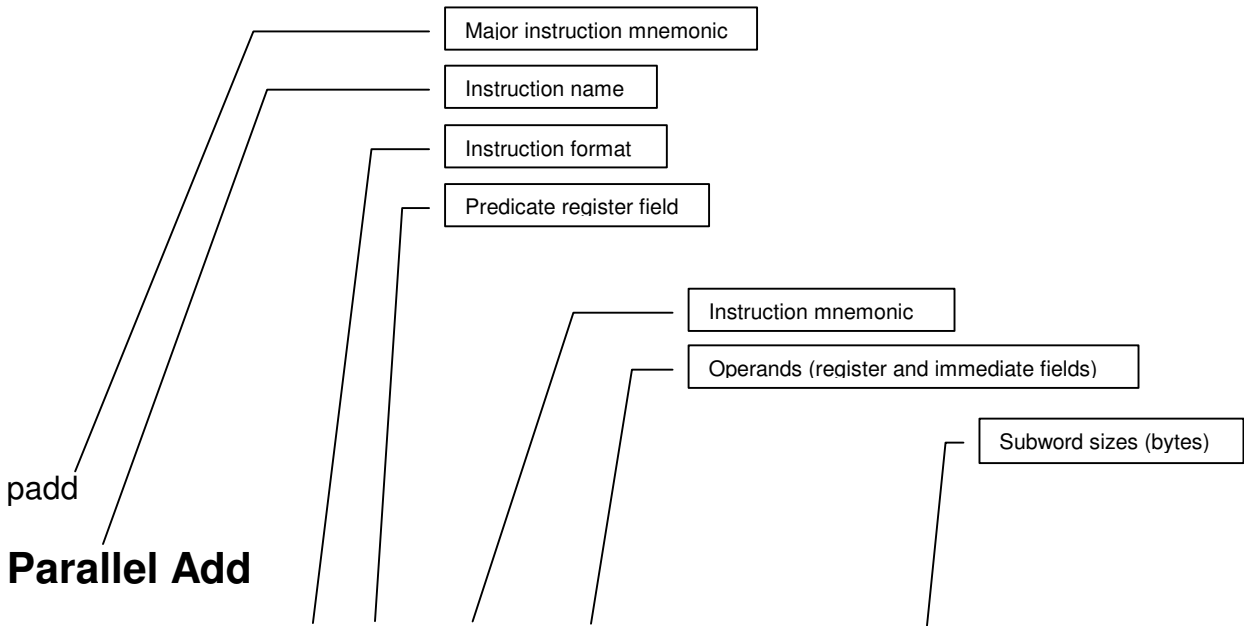 Major instruction mnemonic
Instruction name
Instruction format
Predicate register field
Instruction mnemonic
Operands (register and immediate fields)
Subword sizes (bytes)
padd
Parallel Add